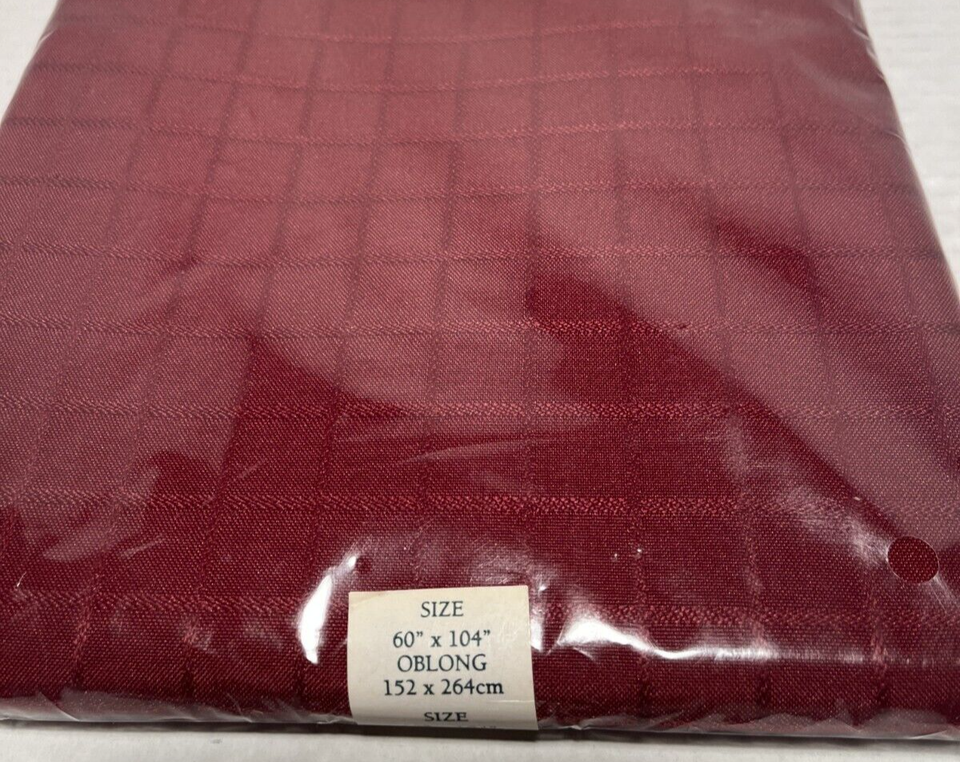 SIZE
60” x 104”
OBLONG
152 x 264cm
SIZE